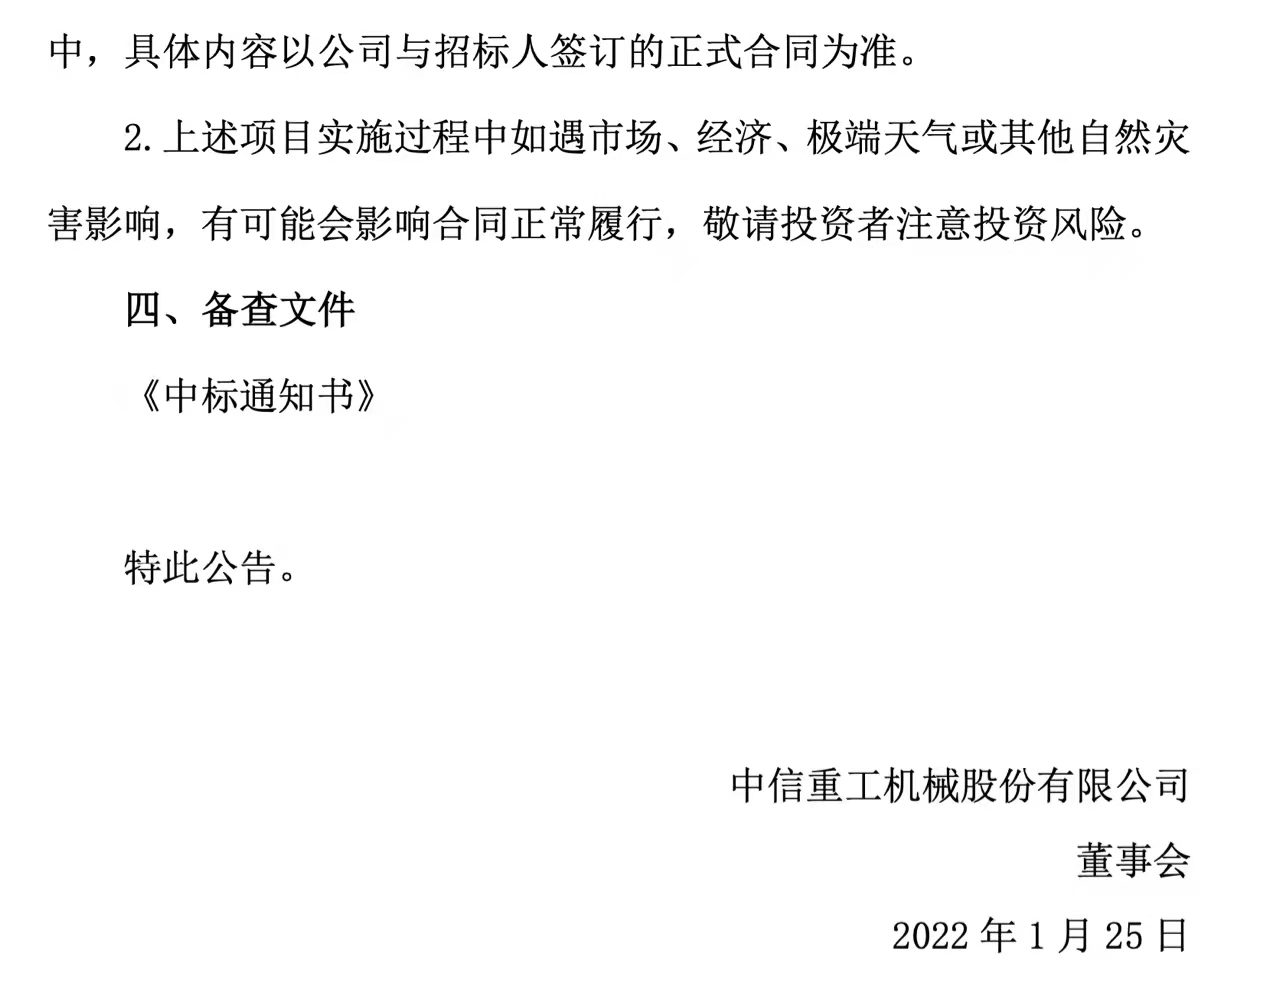 中，具体内容以公司与招标人签订的正式合同为准。
2.上述项目实施过程中如遇市场、经济、极端天气或其他自然灾
害影响，有可能会影响合同正常履行，敬请投资者注意投资风险。
四、备查文件
《中标通知书》
特此公告。
中信重工机械股份有限公司
董事会
2022 年 1 月 25 日